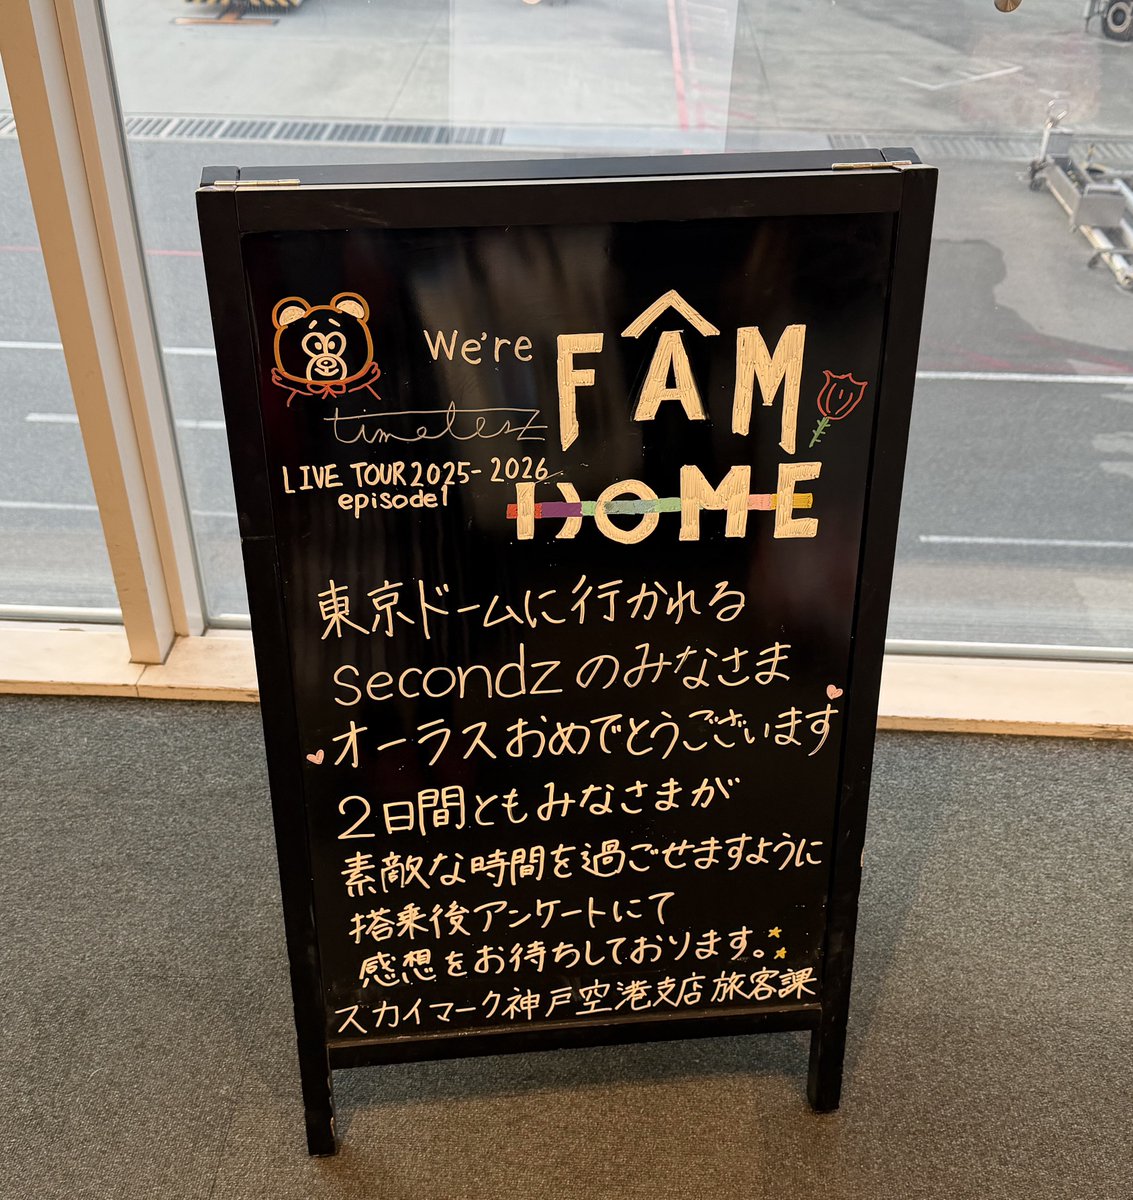 We're FAM
timelesz
LIVE TOUR 2025-2026
episode1
DOME
東京ドームに行かれる
secondzのみなさま
オーラスおめでとうございます
2日間ともみなさまが
素敵な時間を過ごせますように
搭乗後アンケートにて
感想をお待ちしております。
スカイマーク神戸空港支店旅客課